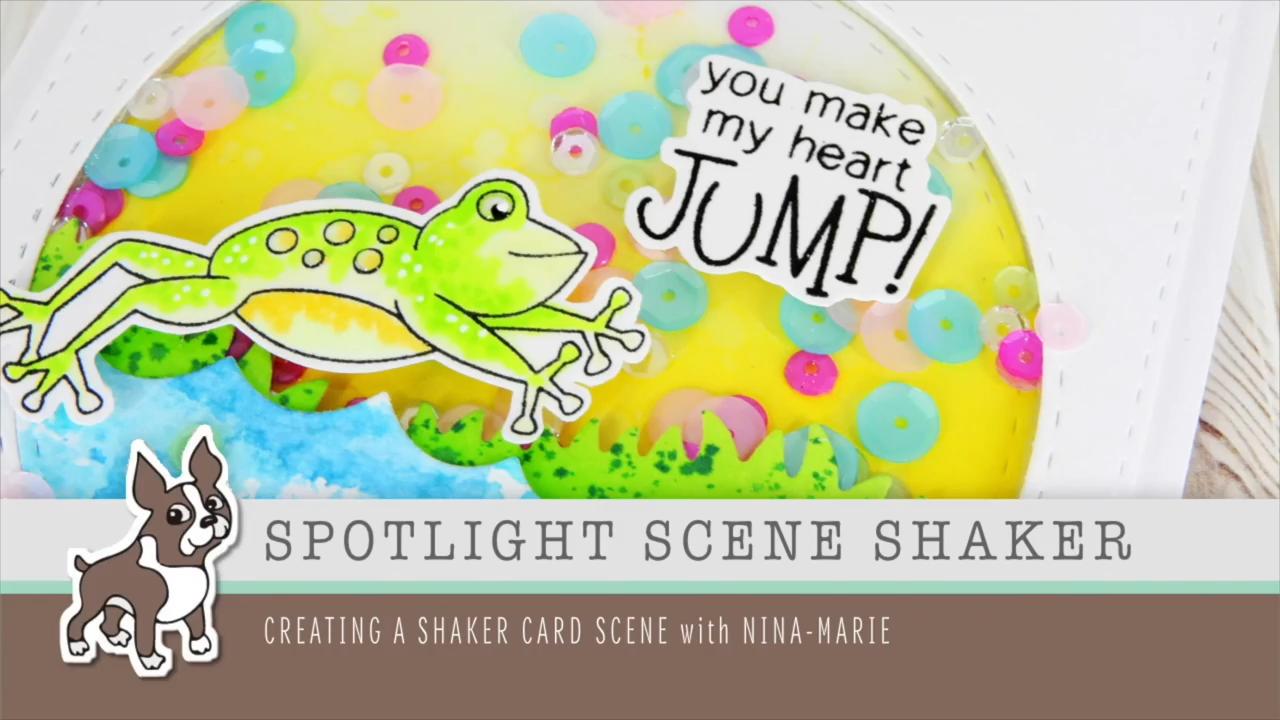 you make
my heart
JUMP!
SPOTLIGHT SCENE SHAKER
CREATING A SHAKER CARD SCENE with NINA-MARIE